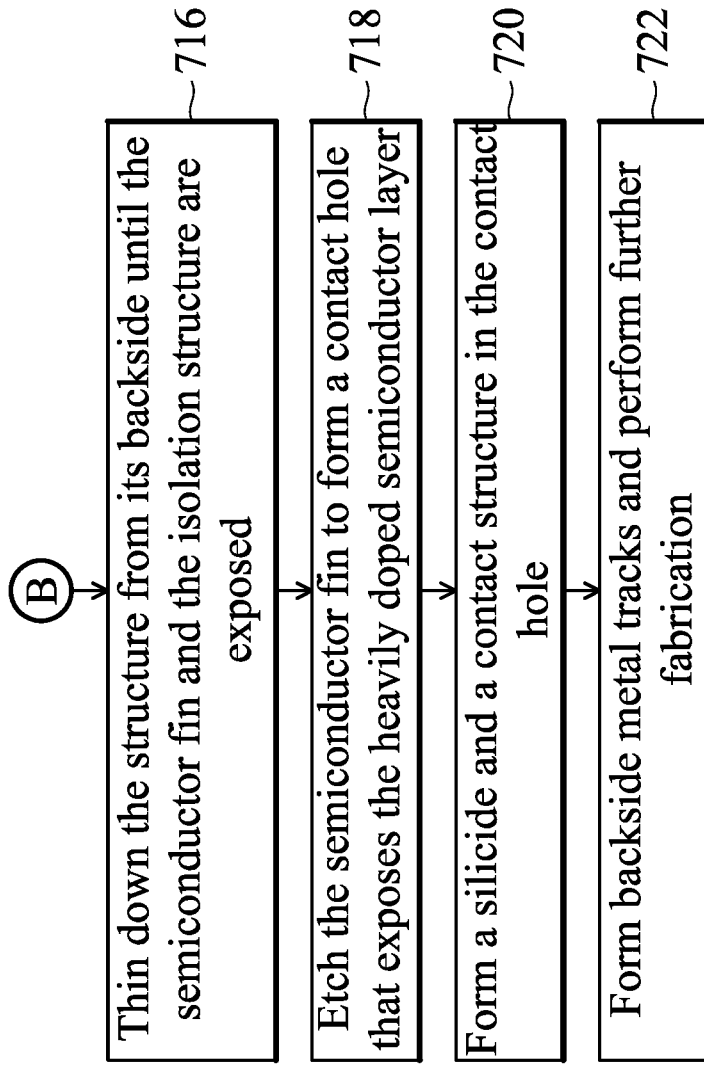 B
Thin down the structure from its backside until the
semiconductor fin and the isolation structure are
exposed
716
Etch the semiconductor fin to form a contact hole
that exposes the heavily doped semiconductor layer
718
Form a silicide and a contact structure in the contact
hole
720
Form backside metal tracks and perform further
fabrication
722